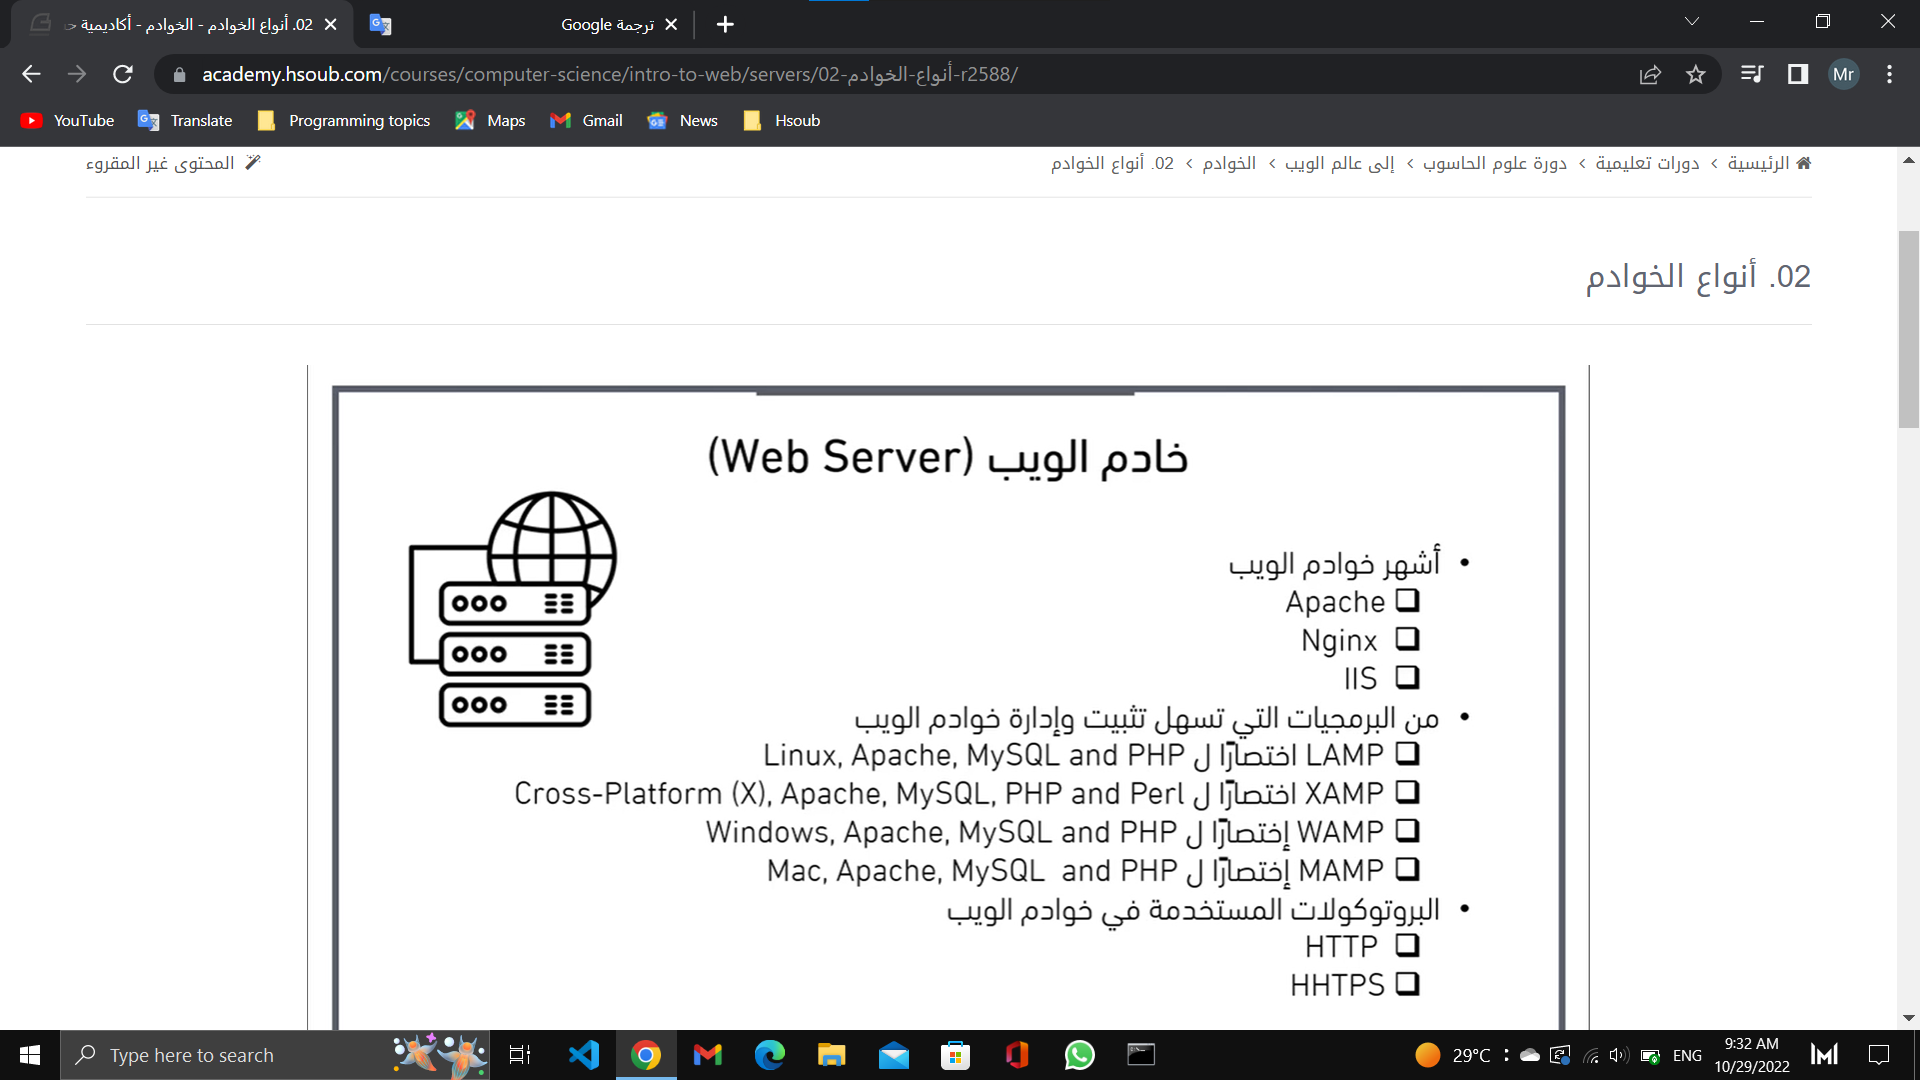 02. أنواع الخوادم - الخوادم - أكاديمية حـ
ترجمة Google
academy.hsoub.com/courses/computer-science/intro-to-web/servers/02-أنواع-الخوادم-r2588/
Mr
YouTube
Translate
Programming topics
Maps
Gmail
News
Hsoub
الرئيسية › دورات تعليمية › دورة علوم الحاسوب › إلى عالم الويب › الخوادم › 02. أنواع الخوادم
المحتوى غير المقروء
02. أنواع الخوادم
خادم الويب (Web Server)
• أشهر خوادم الويب
Apache
Nginx
IIS
• من البرمجيات التي تسهل تثبيت وإدارة خوادم الويب
LAMP اختصارًا ل Linux, Apache, MySQL and PHP
XAMP اختصارًا ل Cross-Platform (X), Apache, MySQL, PHP and Perl
WAMP إختصارًا ل Windows, Apache, MySQL and PHP
MAMP إختصارًا ل Mac, Apache, MySQL and PHP
• البروتوكولات المستخدمة في خوادم الويب
HTTP
HHTPS
Type here to search
29°C
ENG
9:32 AM
10/29/2022